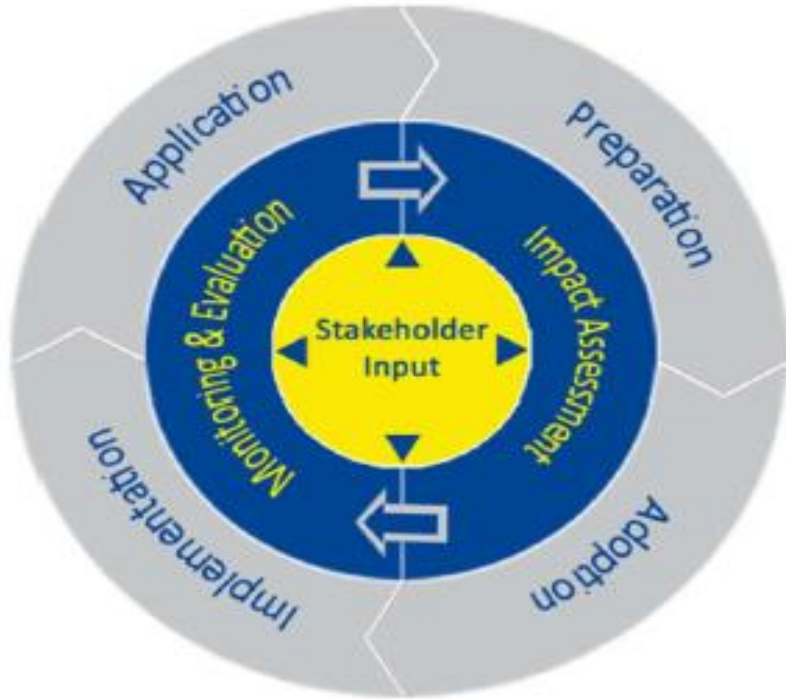 Application
Preparation
Monitoring & Evaluation
Impact Assessment
Stakeholder
Input
Implementation
Adoption